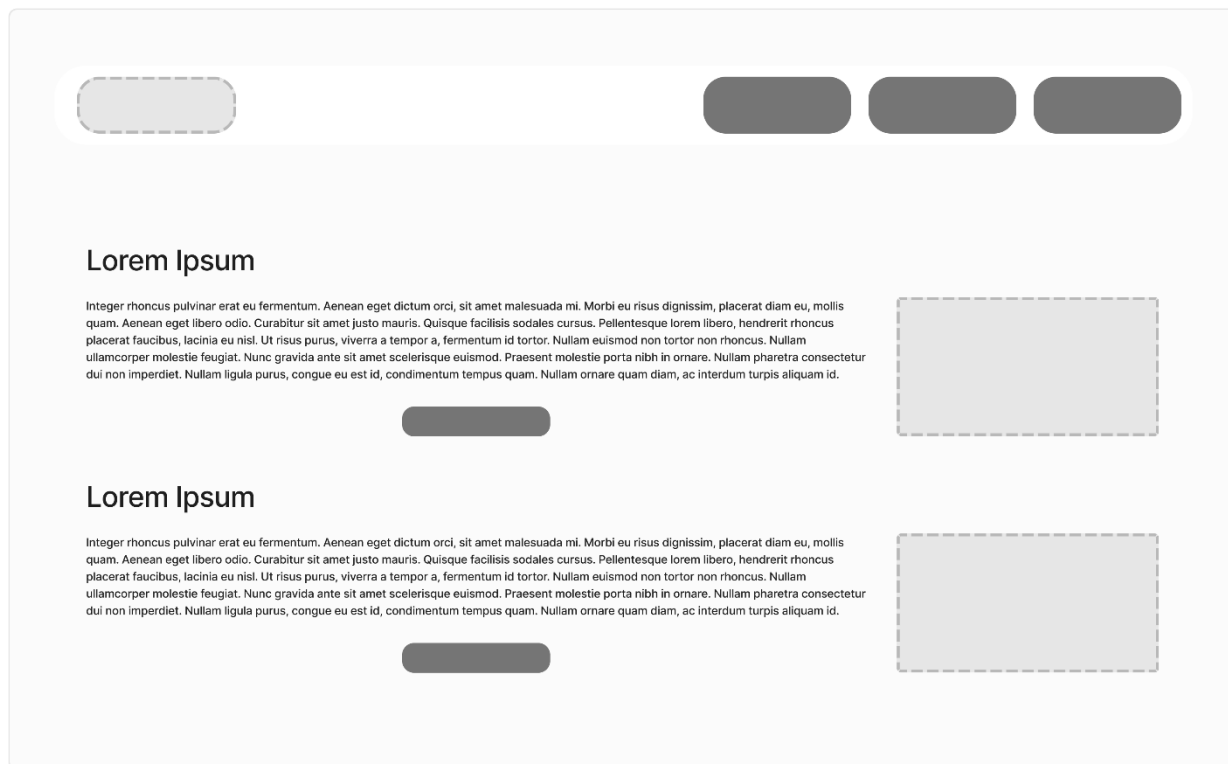 Lorem Ipsum
Integer rhoncus pulvinar erat eu fermentum. Aenean eget dictum orci, sit amet malesuada mi. Morbi eu risus dignissim, placerat diam eu, mollis
quam. Aenean eget libero odio. Curabitur sit amet justo mauris. Quisque facilisis sodales cursus. Pellentesque lorem libero, hendrerit rhoncus
placerat faucibus, lacinia eu nisl. Ut risus purus, viverra a tempor a, fermentum id tortor. Nullam euismod non tortor non rhoncus. Nullam
ullamcorper molestie feugiat. Nunc gravida ante sit amet scelerisque euismod. Praesent molestie porta nibh in ornare. Nullam pharetra consectetur
dui non imperdiet. Nullam ligula purus, congue eu est id, condimentum tempus quam. Nullam ornare quam diam, ac interdum turpis aliquam id.
Lorem Ipsum
Integer rhoncus pulvinar erat eu fermentum. Aenean eget dictum orci, sit amet malesuada mi. Morbi eu risus dignissim, placerat diam eu, mollis
quam. Aenean eget libero odio. Curabitur sit amet justo mauris. Quisque facilisis sodales cursus. Pellentesque lorem libero, hendrerit rhoncus
placerat faucibus, lacinia eu nisl. Ut risus purus, viverra a tempor a, fermentum id tortor. Nullam euismod non tortor non rhoncus. Nullam
ullamcorper molestie feugiat. Nunc gravida ante sit amet scelerisque euismod. Praesent molestie porta nibh in ornare. Nullam pharetra consectetur
dui non imperdiet. Nullam ligula purus, congue eu est id, condimentum tempus quam. Nullam ornare quam diam, ac interdum turpis aliquam id.